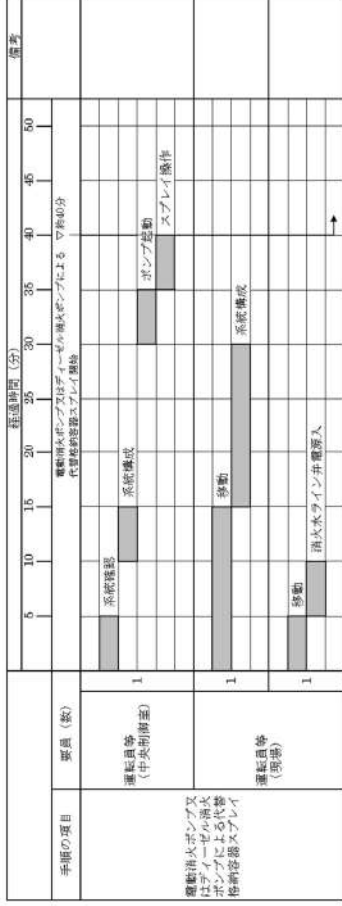 経過時間（分）
備考
手順の項目
要員（数）
5
10
15
20
25
30
35
40
45
50
電動消火ポンプ又はディーゼル消火ポンプによる
代替格納容器スプレイ開始
▽約40分
電動消火ポンプ又
はディーゼル消火
ポンプによる代替
格納容器スプレイ
運転員等
（中央制御室）
1
系統確認
系統構成
ポンプ起動
スプレイ操作
運転員等
（現場）
1
移動
系統構成
1
移動
消火水ライン弁電源入